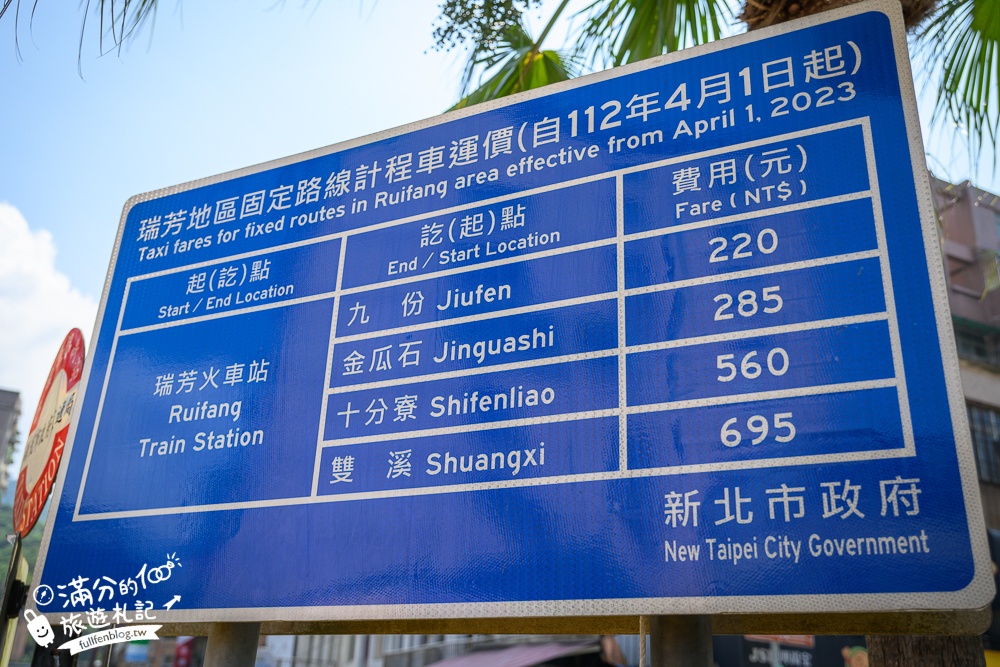 瑞芳地區固定路線計程車運價(自112年4月1日起)
Taxi fares for fixed routes in Ruifang area effective from April 1, 2023
起(訖)點
Start / End Location
訖(起)點
End / Start Location
費用(元)
Fare ( NT$ )
瑞芳火車站
Ruifang
Train Station
九 份 Jiufen
220
金瓜石 Jinguashi
285
十分寮 Shifenliao
560
雙 溪 Shuangxi
695
新北市政府
New Taipei City Government
滿分的
旅遊札記
fullfenblog.tw